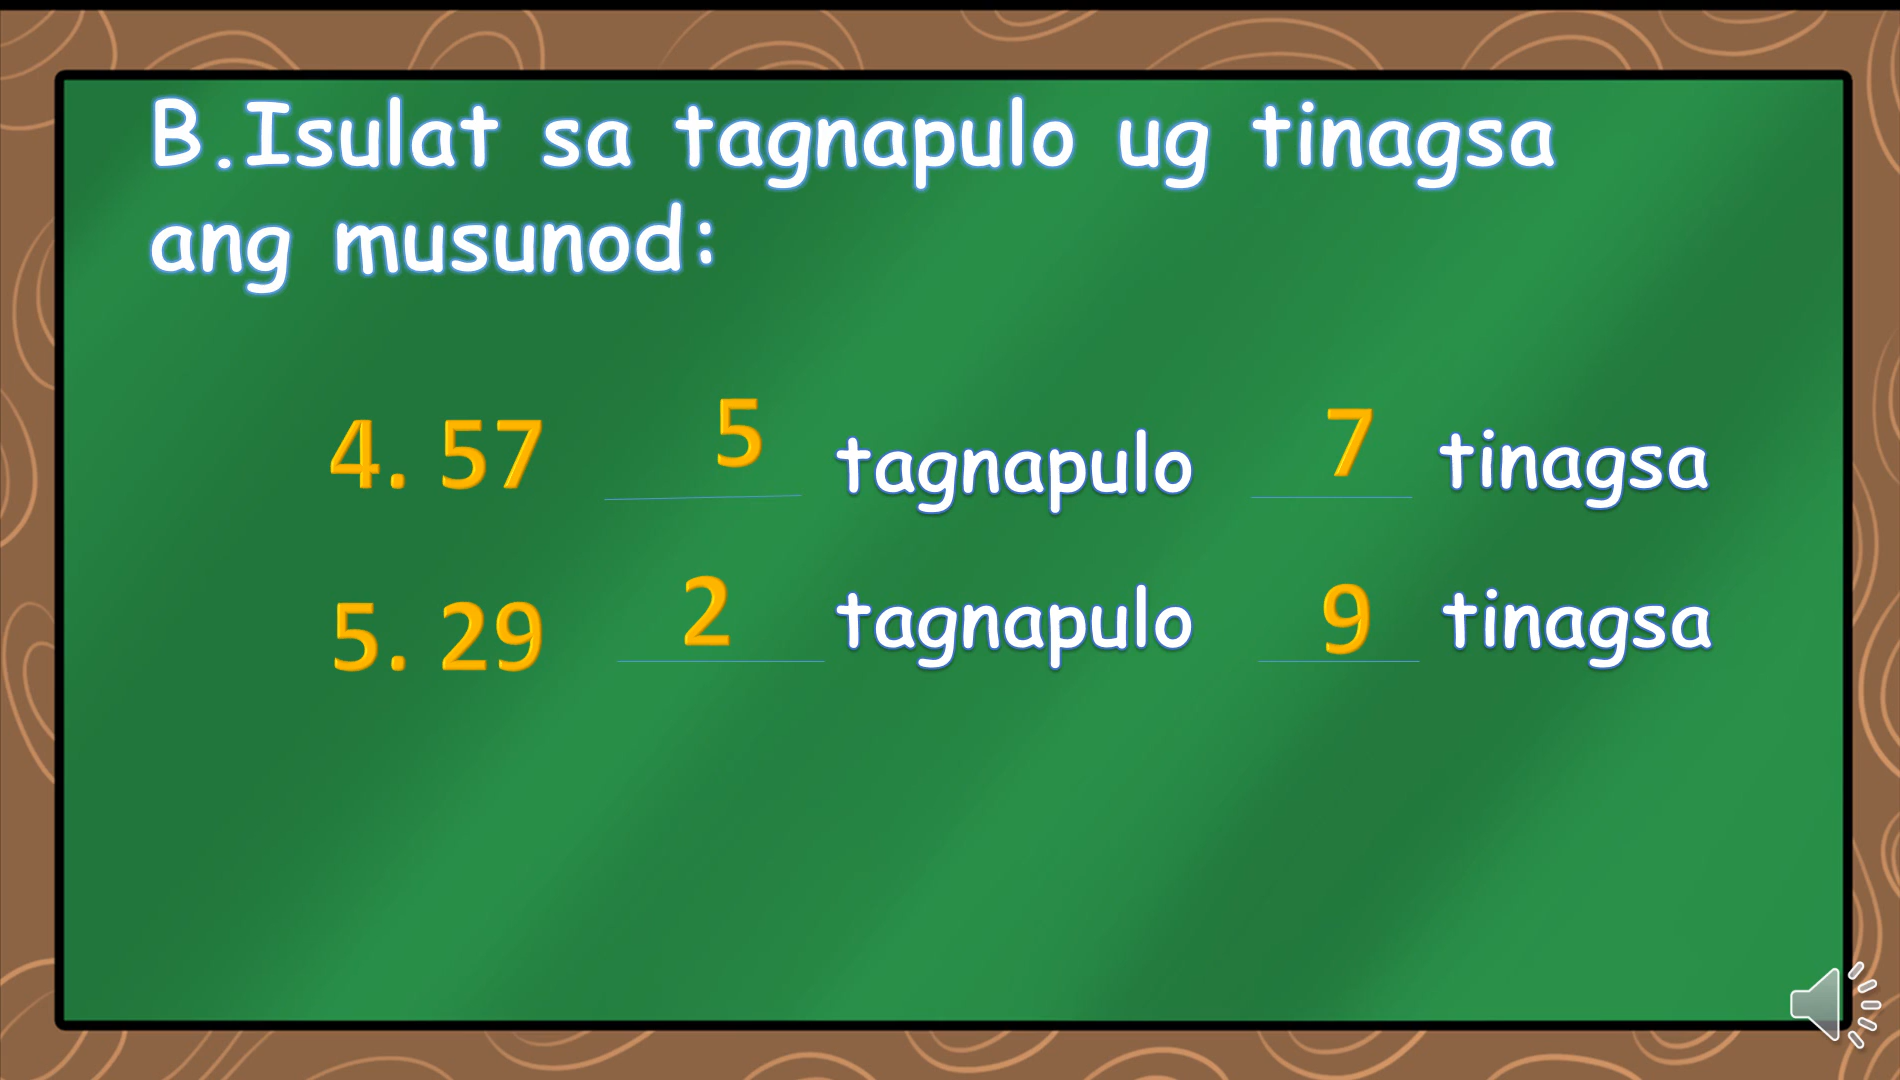 B.Isulat sa tagnapulo ug tinagsa
ang musunod:
4. 57 5 tagnapulo 7 tinagsa
5. 29 2 tagnapulo 9 tinagsa